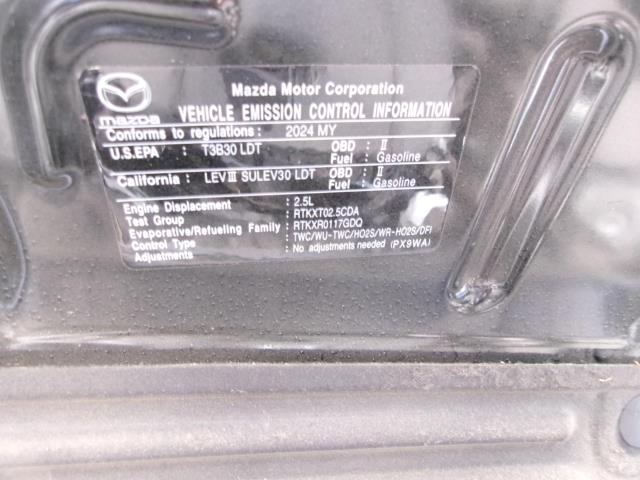 Mazda Motor Corporation
mazda
VEHICLE EMISSION CONTROL INFORMATION
Conforms to regulations : 2024 MY
U.S.EPA : T3B30 LDT OBD : II
Fuel : Gasoline
California : LEVIII SULEV30 LDT OBD : II
Fuel : Gasoline
Engine Displacement : 2.5L
Test Group : RTKXT02.5CDA
Evaporative/Refueling Family : RTKXR0117GDQ
Control Type : TWC/WU-TWC/HO2S/WR-HO2S/DFI
Adjustments : No adjustments needed (PX9WA)